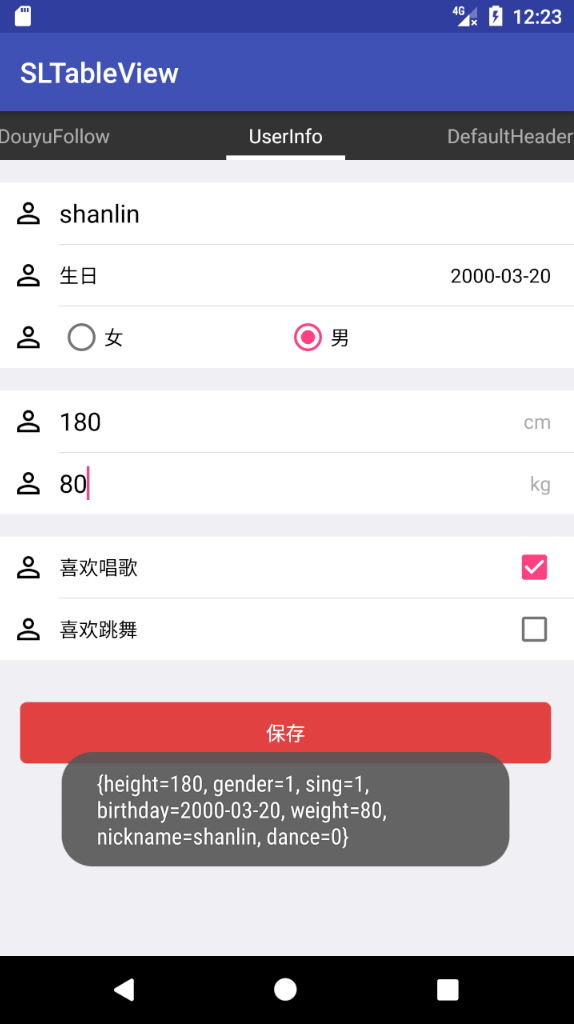 4G 12:23
SLTableView
DouyuFollow UserInfo DefaultHeader
shanlin
生日 2000-03-20
女 男
180 cm
80 kg
喜欢唱歌
喜欢跳舞
保存
{height=180, gender=1, sing=1,
birthday=2000-03-20, weight=80,
nickname=shanlin, dance=0}